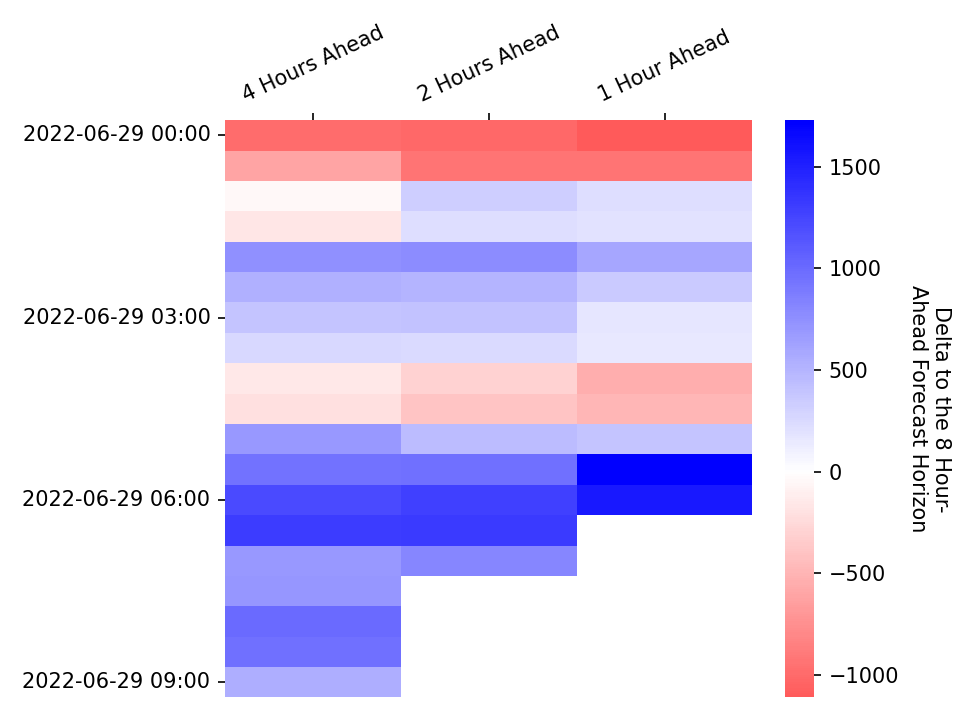 4 Hours Ahead
2 Hours Ahead
1 Hour Ahead
2022-06-29 00:00
2022-06-29 03:00
2022-06-29 06:00
2022-06-29 09:00
1500
1000
500
0
−500
−1000
Delta to the 8 Hour-
Ahead Forecast Horizon